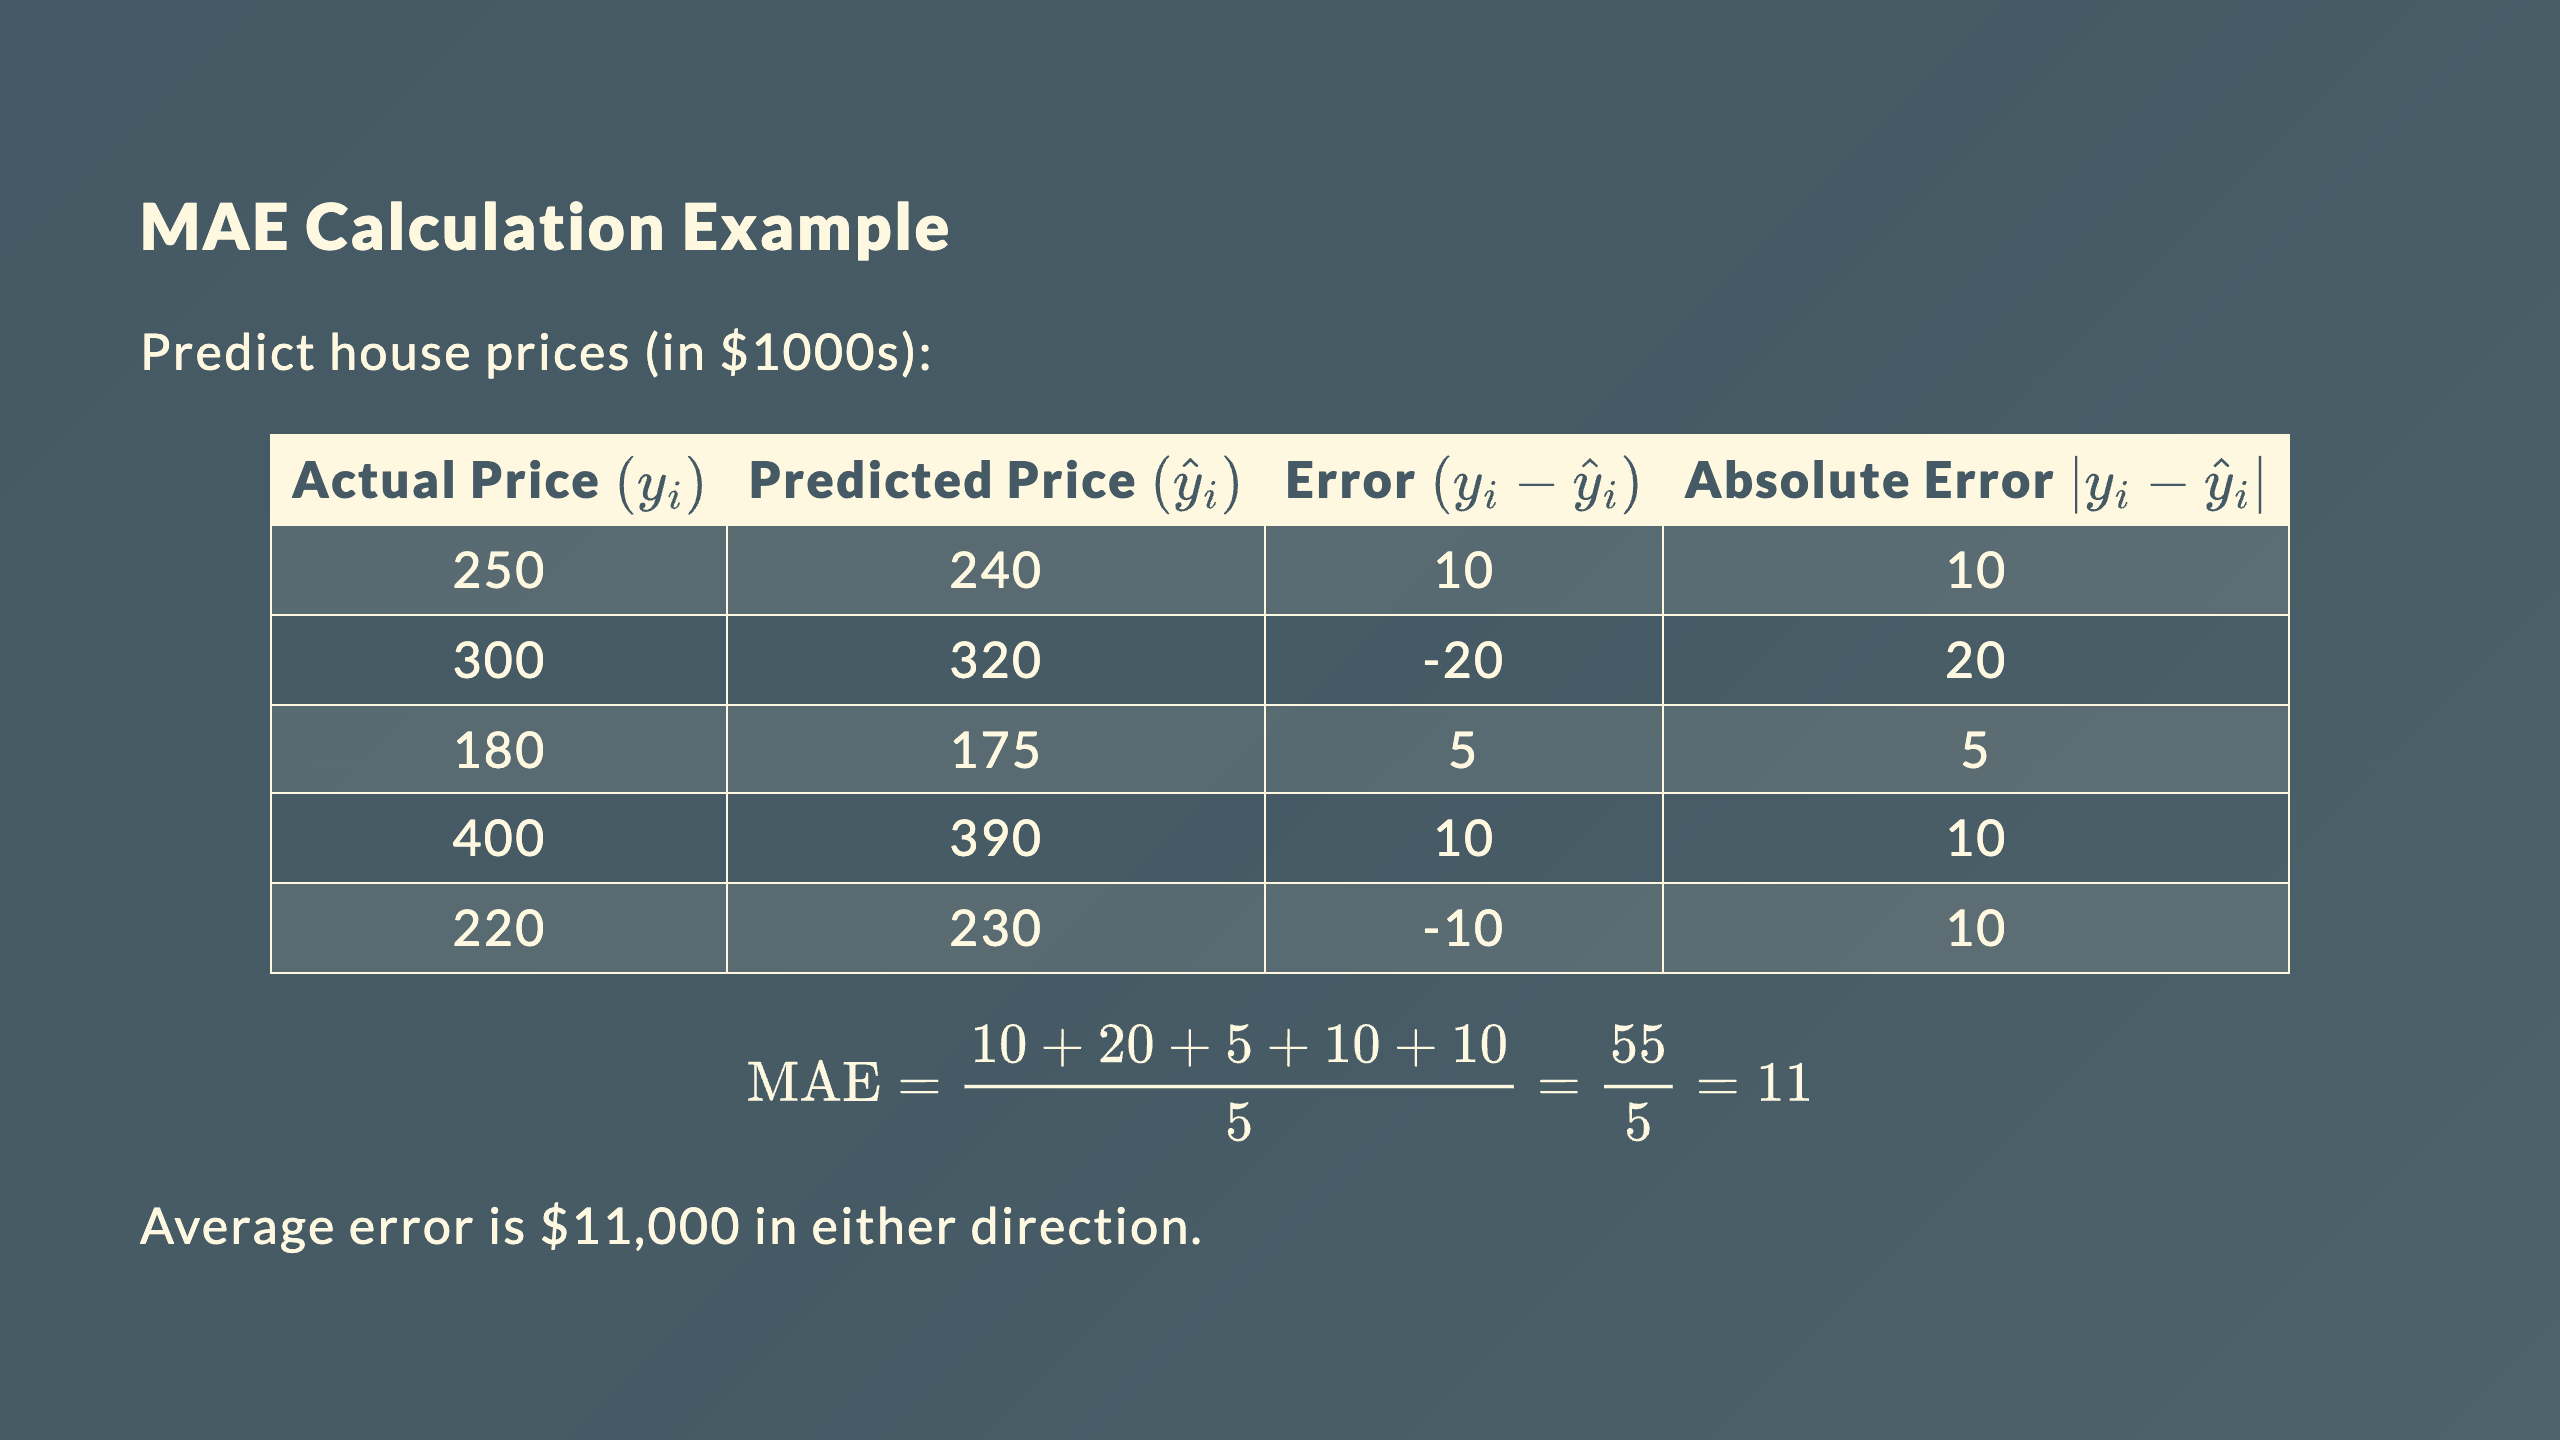 MAE Calculation Example
Predict house prices (in $1000s):
Actual Price (yᵢ) Predicted Price (ŷᵢ) Error (yᵢ − ŷᵢ) Absolute Error |yᵢ − ŷᵢ|
250 240 10 10
300 320 -20 20
180 175 5 5
400 390 10 10
220 230 -10 10
MAE = (10 + 20 + 5 + 10 + 10)/5 = 55/5 = 11
Average error is $11,000 in either direction.